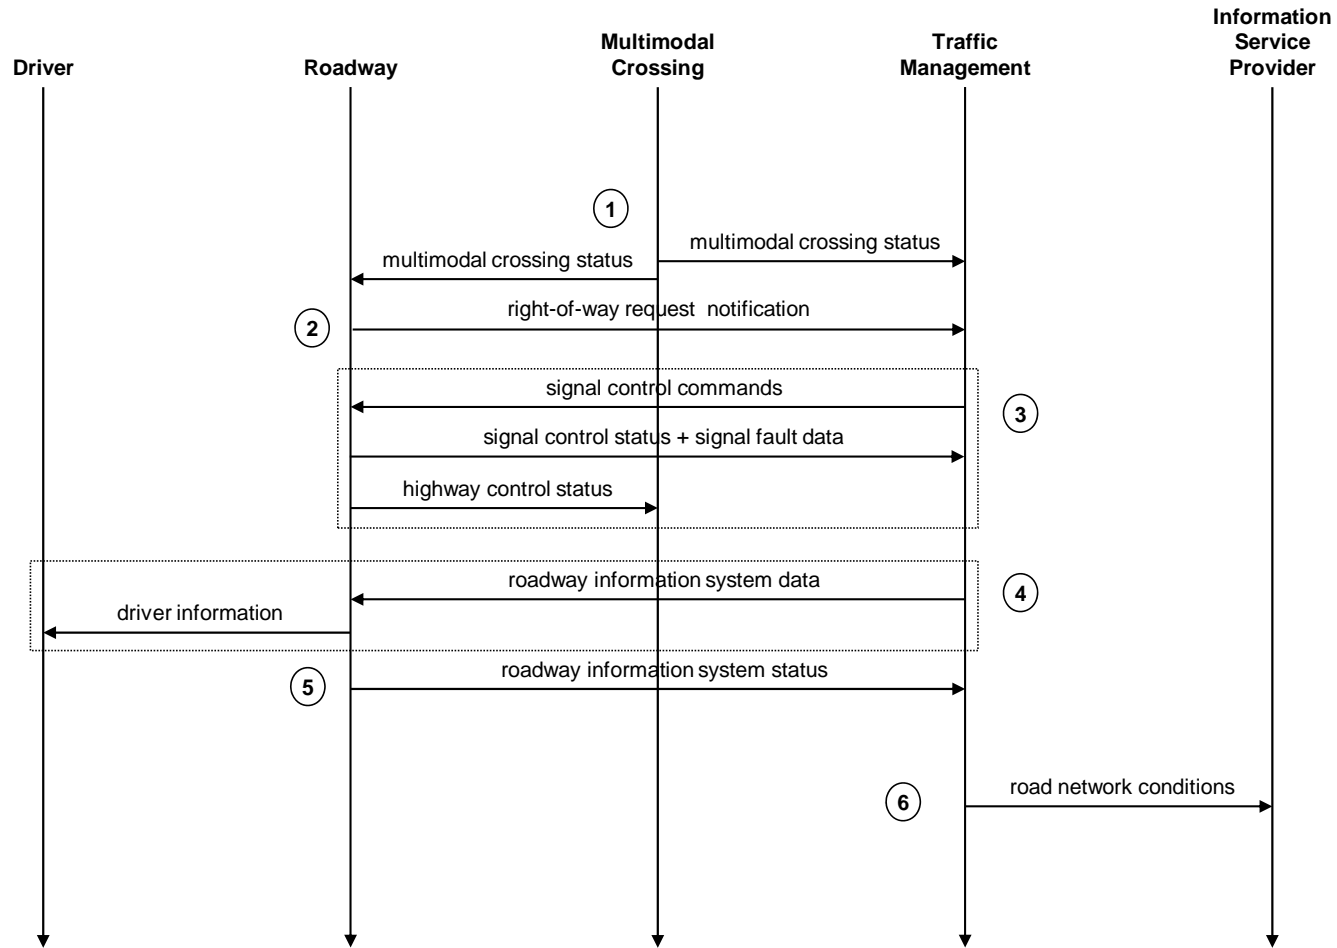 Information
Service
Provider
Multimodal
Crossing
Traffic
Management
Driver
Roadway
1
multimodal crossing status
multimodal crossing status
2
right-of-way request notification
3
signal control commands
signal control status + signal fault data
highway control status
4
roadway information system data
driver information
5
roadway information system status
6
road network conditions